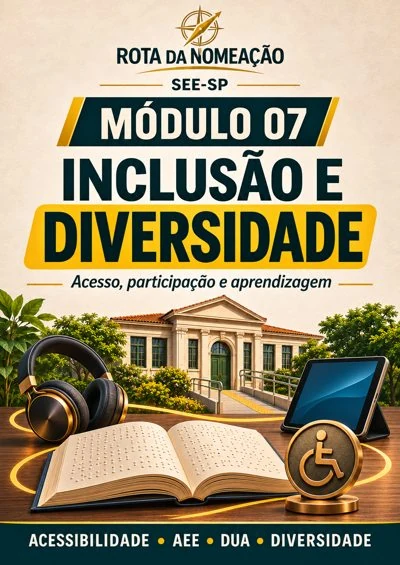 ROTA DA NOMEAÇÃO
SEE-SP
MÓDULO 07
INCLUSÃO E
DIVERSIDADE
Acesso, participação e aprendizagem
ACESSIBILIDADE • AEE • DUA • DIVERSIDADE